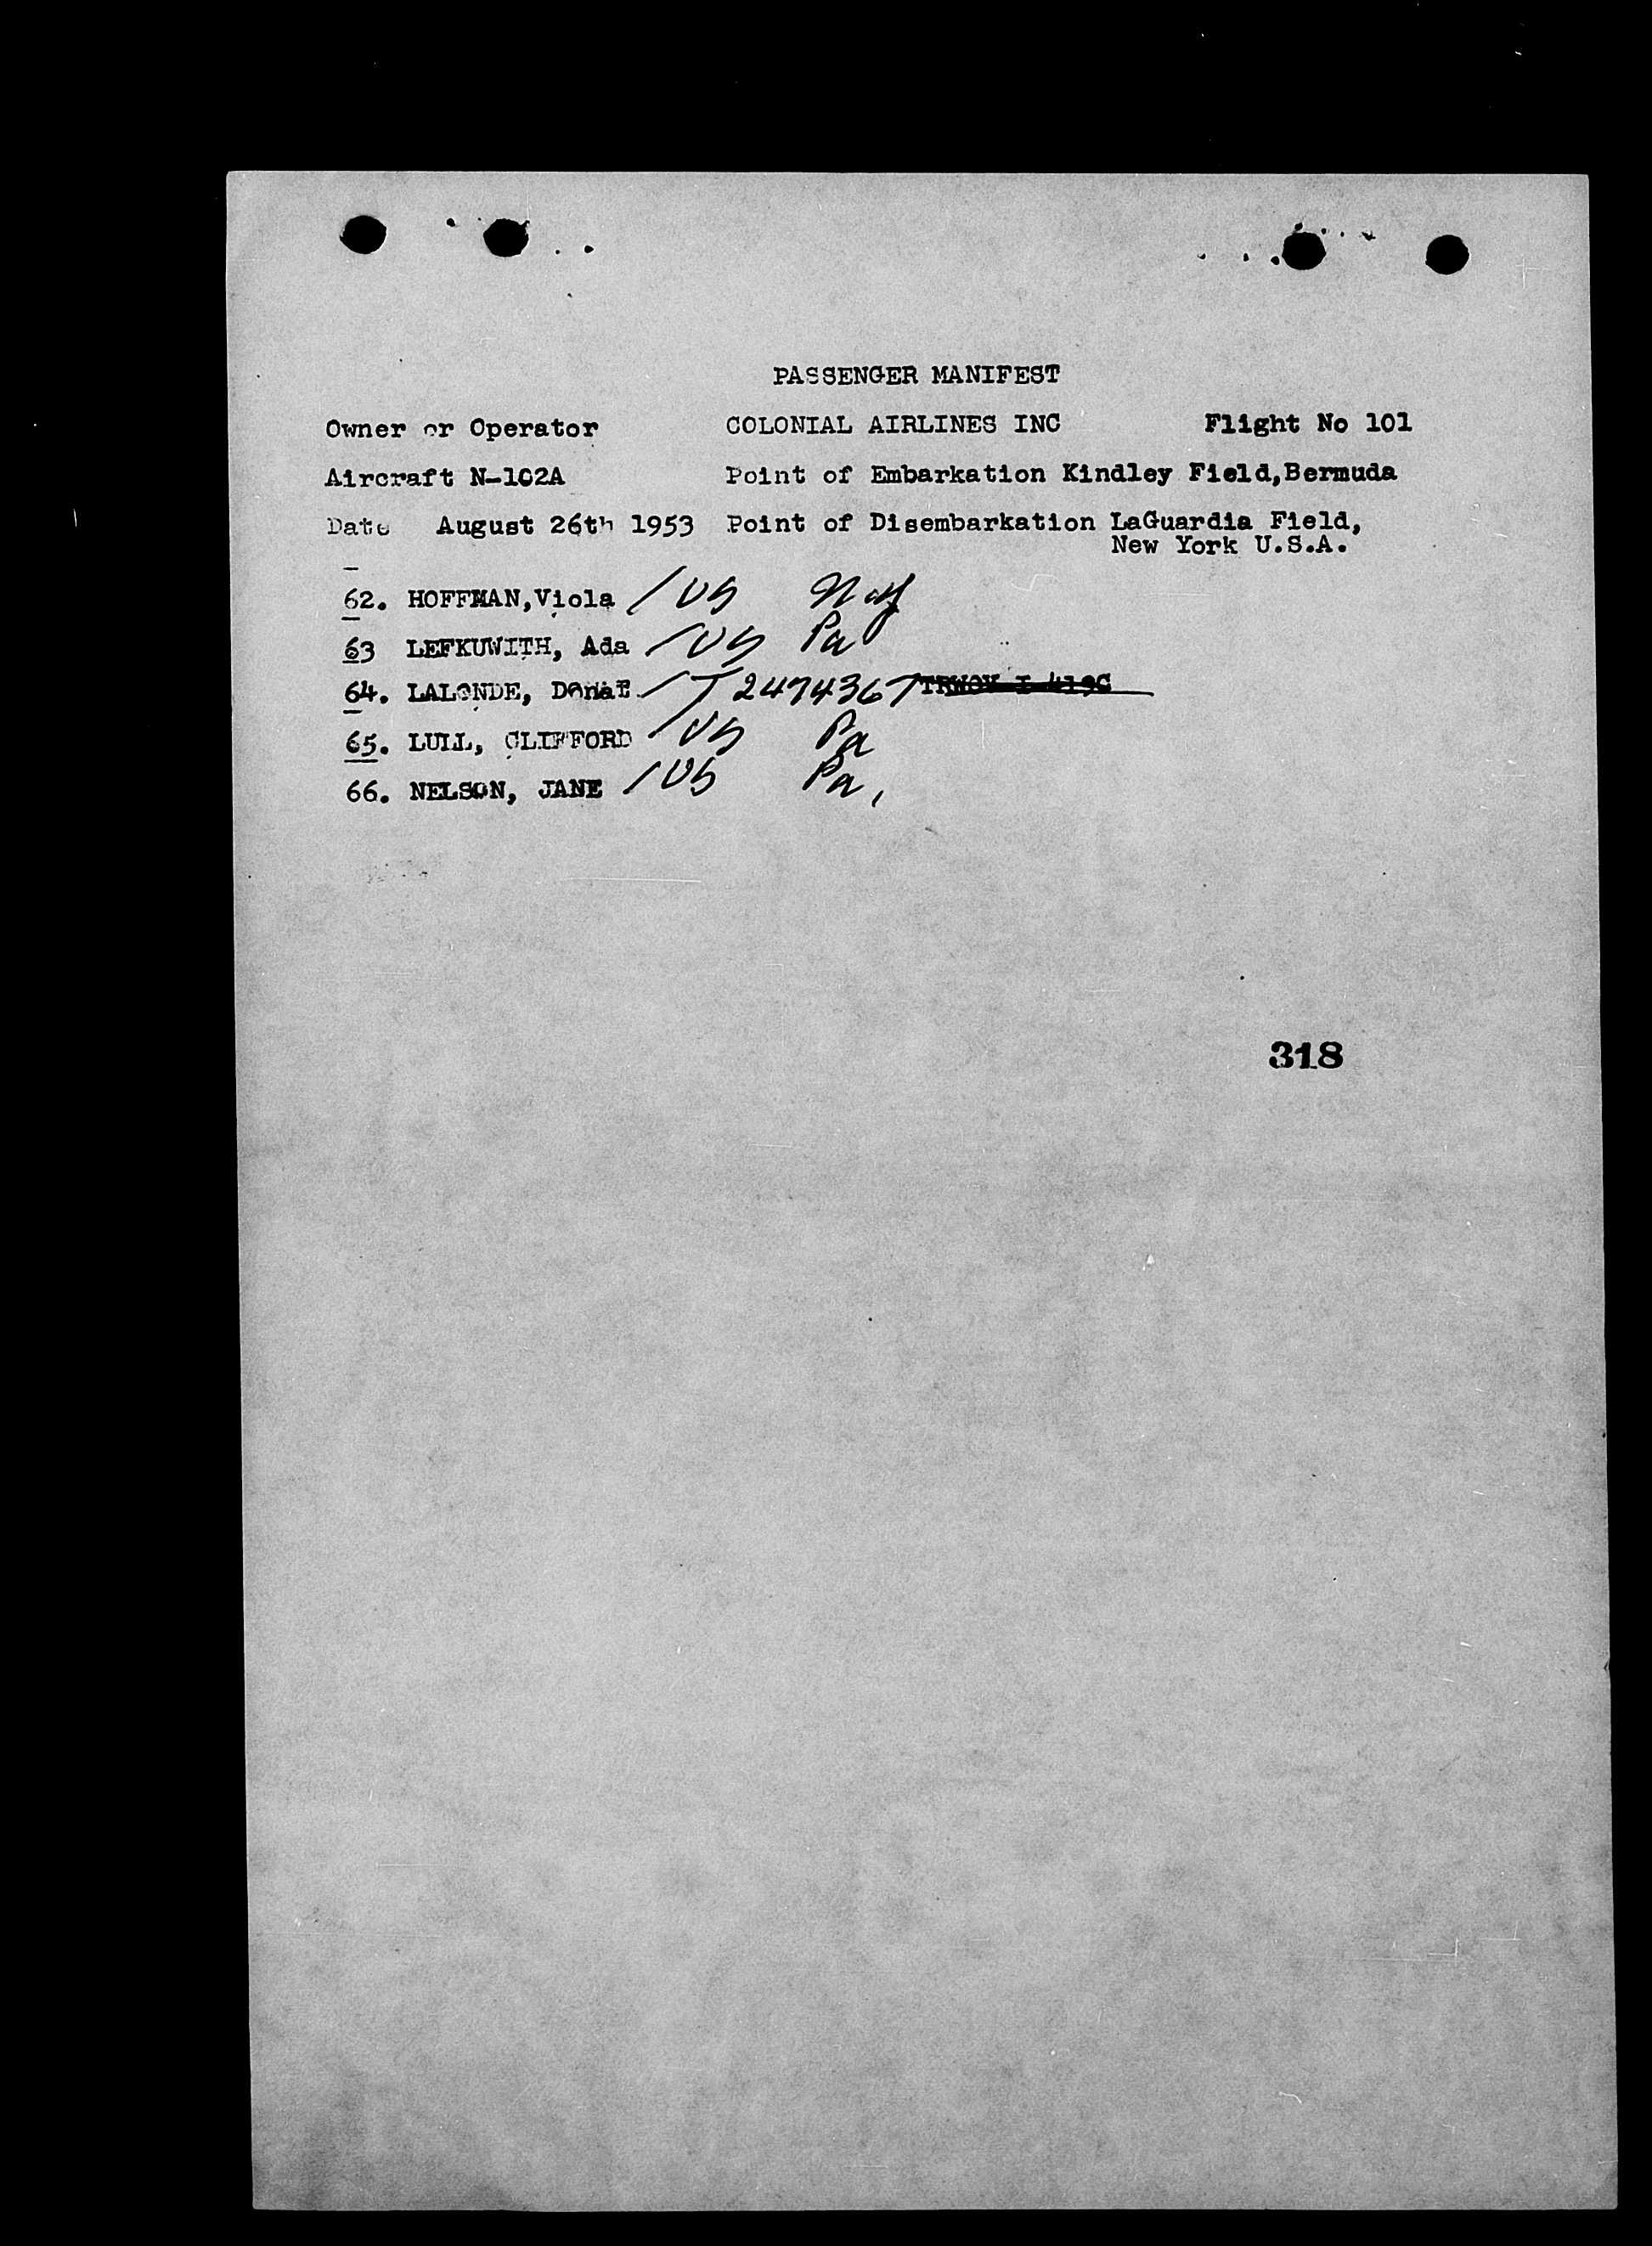 PASSENGER MANIFEST
Owner or Operator COLONIAL AIRLINES INC Flight No 101
Aircraft N-102A Point of Embarkation Kindley Field,Bermuda
Date August 26th 1953 Point of Disembarkation LaGuardia Field,
New York U.S.A.
62. HOFFMAN,Viola / US
63 LEFKUWITH, Ada / US Pa
64. LALONDE, Donat / T 2474367
65. LULL, CLIFFORD / US Pa
66. NELSON, JANE / US Pa,
318